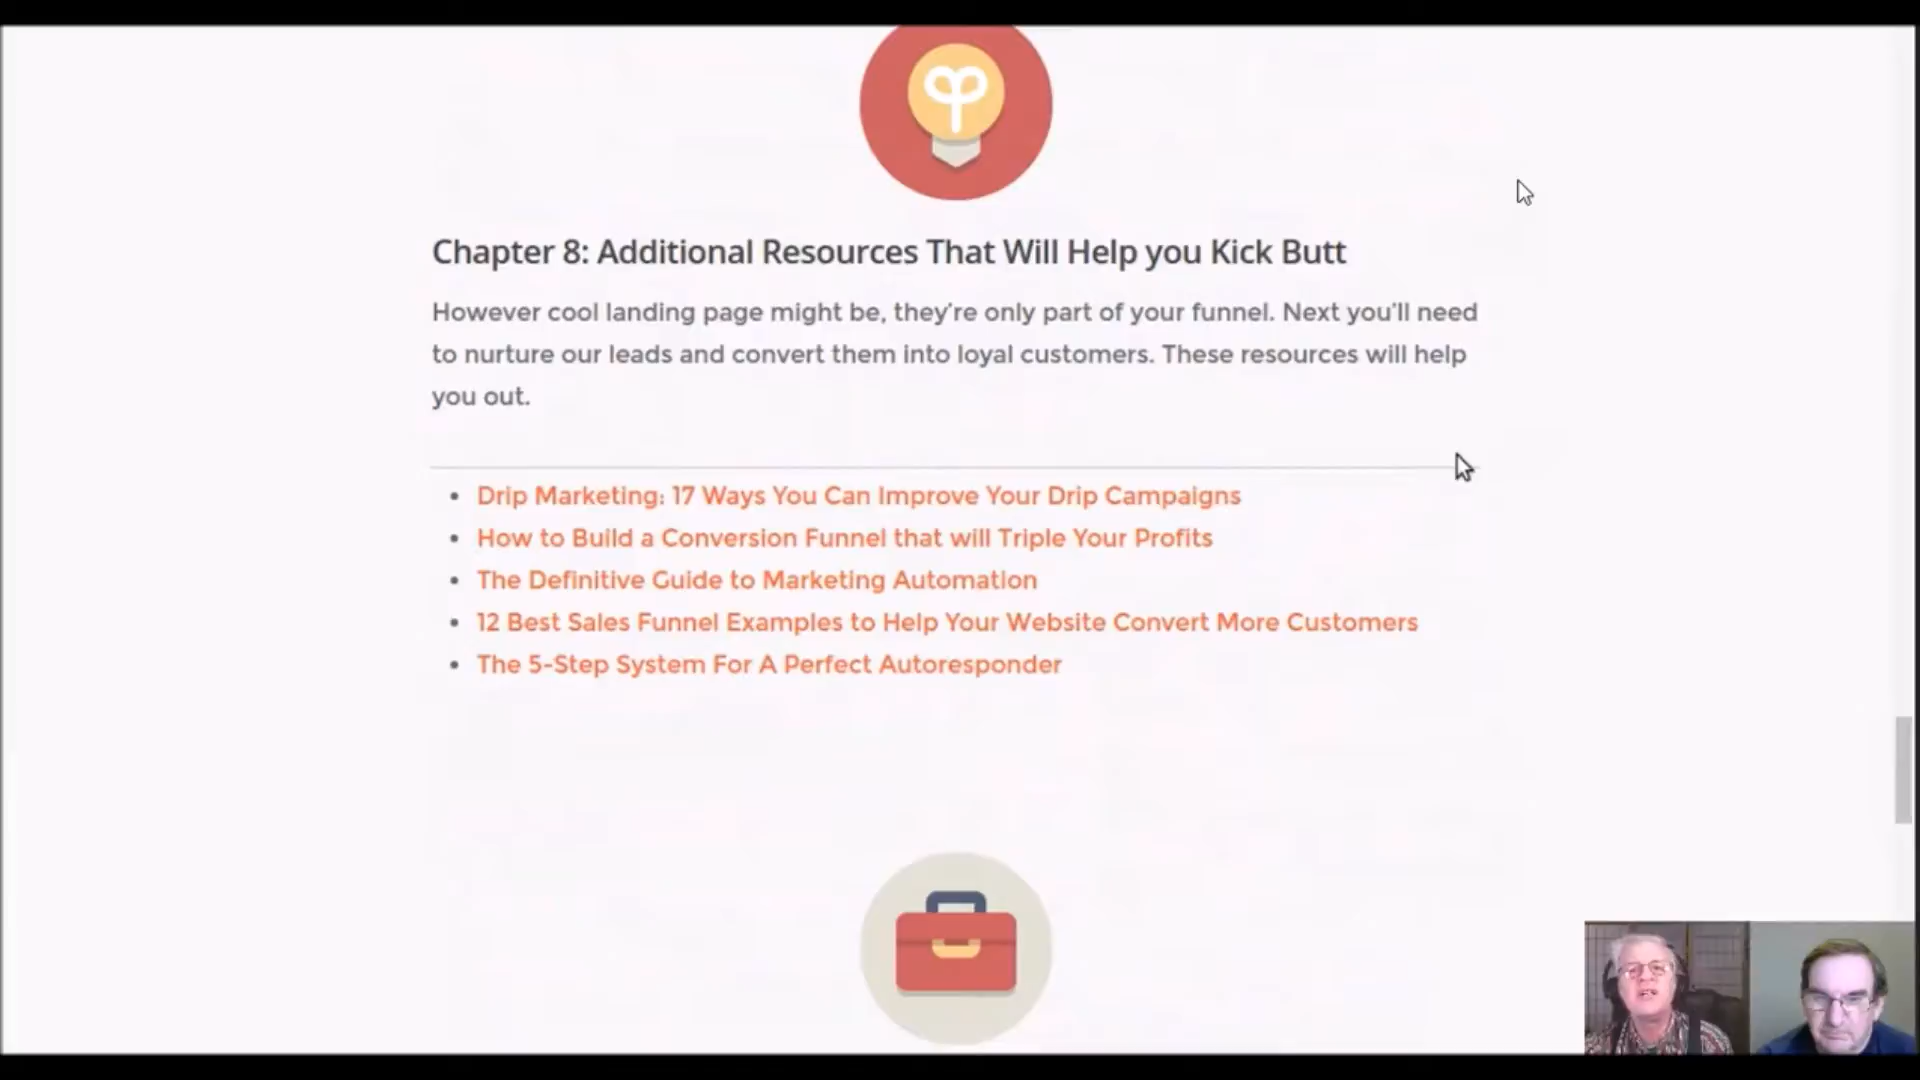 Chapter 8: Additional Resources That Will Help you Kick Butt
However cool landing page might be, they're only part of your funnel. Next you'll need
to nurture our leads and convert them into loyal customers. These resources will help
you out.
Drip Marketing: 17 Ways You Can Improve Your Drip Campaigns
How to Build a Conversion Funnel that will Triple Your Profits
The Definitive Guide to Marketing Automation
12 Best Sales Funnel Examples to Help Your Website Convert More Customers
The 5-Step System For A Perfect Autoresponder